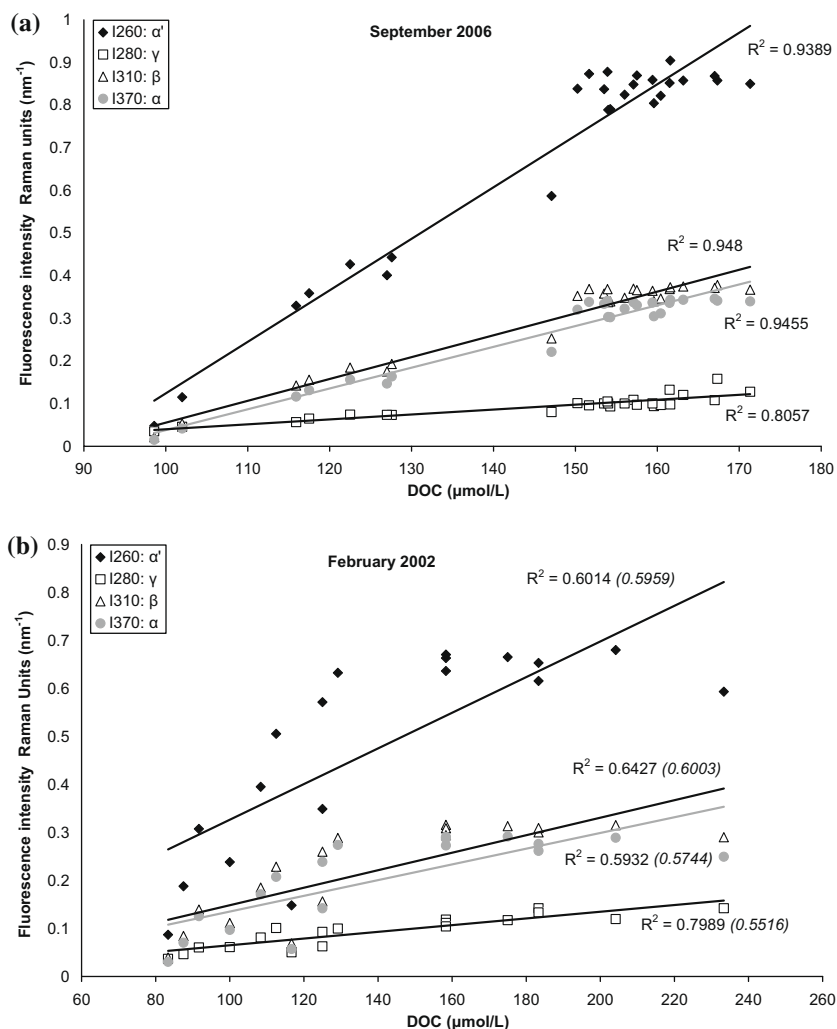 (a)
September 2006
I260: α'
I280: γ
I310: β
I370: α
Fluorescence intensity Raman units (nm⁻¹)
1
0.9
0.8
0.7
0.6
0.5
0.4
0.3
0.2
0.1
0
R² = 0.9389
R² = 0.948
R² = 0.9455
R² = 0.8057
90 100 110 120 130 140 150 160 170 180
DOC (µmol/L)
(b)
February 2002
I260: α'
I280: γ
I310: β
I370: α
Fluorescence intensity Raman Units (nm⁻¹)
0.9
0.8
0.7
0.6
0.5
0.4
0.3
0.2
0.1
0
R² = 0.6014 (0.5959)
R² = 0.6427 (0.6003)
R² = 0.5932 (0.5744)
R² = 0.7989 (0.5516)
60 80 100 120 140 160 180 200 220 240
DOC (µmol/L)